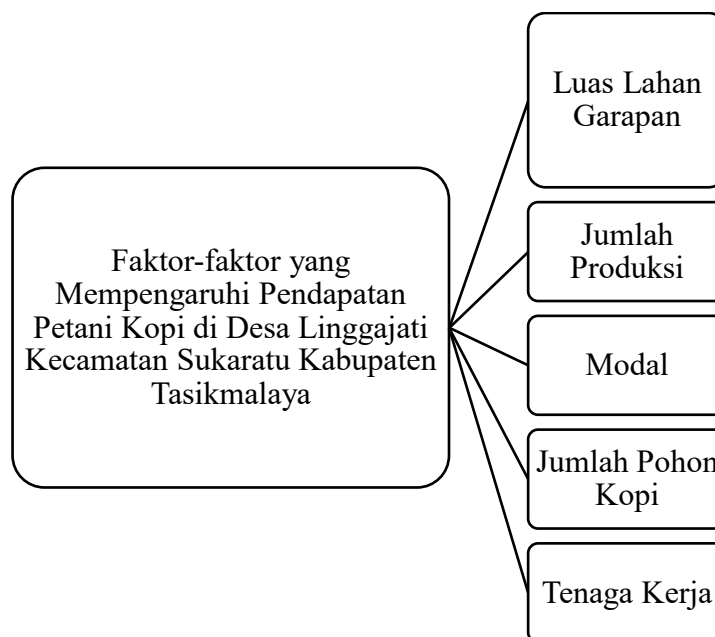 Faktor-faktor yang
Mempengaruhi Pendapatan
Petani Kopi di Desa Linggajati
Kecamatan Sukaratu Kabupaten
Tasikmalaya
Luas Lahan
Garapan
Jumlah
Produksi
Modal
Jumlah Pohon
Kopi
Tenaga Kerja